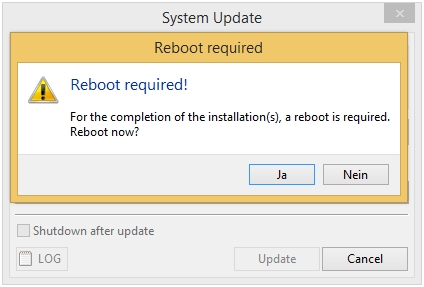 System Update
Reboot required
Reboot required!
For the completion of the installation(s), a reboot is required.
Reboot now?
Ja
Nein
Shutdown after update
LOG
Update
Cancel